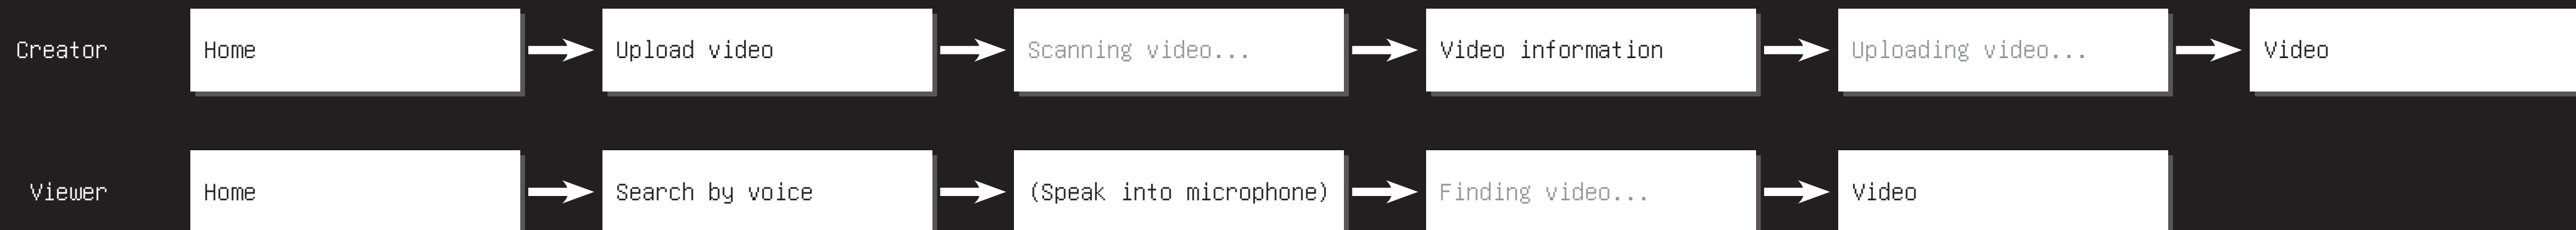 Creator Home Upload video Scanning video... Video information Uploading video... Video
Viewer Home Search by voice (Speak into microphone) Finding video... Video